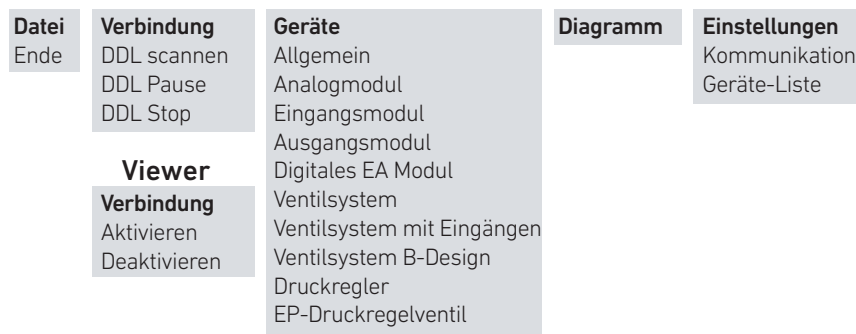 Datei
Ende
Verbindung
DDL scannen
DDL Pause
DDL Stop
Viewer
Verbindung
Aktivieren
Deaktivieren
Geräte
Allgemein
Analogmodul
Eingangsmodul
Ausgangsmodul
Digitales EA Modul
Ventilsystem
Ventilsystem mit Eingängen
Ventilsystem B-Design
Druckregler
EP-Druckregelventil
Diagramm
Einstellungen
Kommunikation
Geräte-Liste